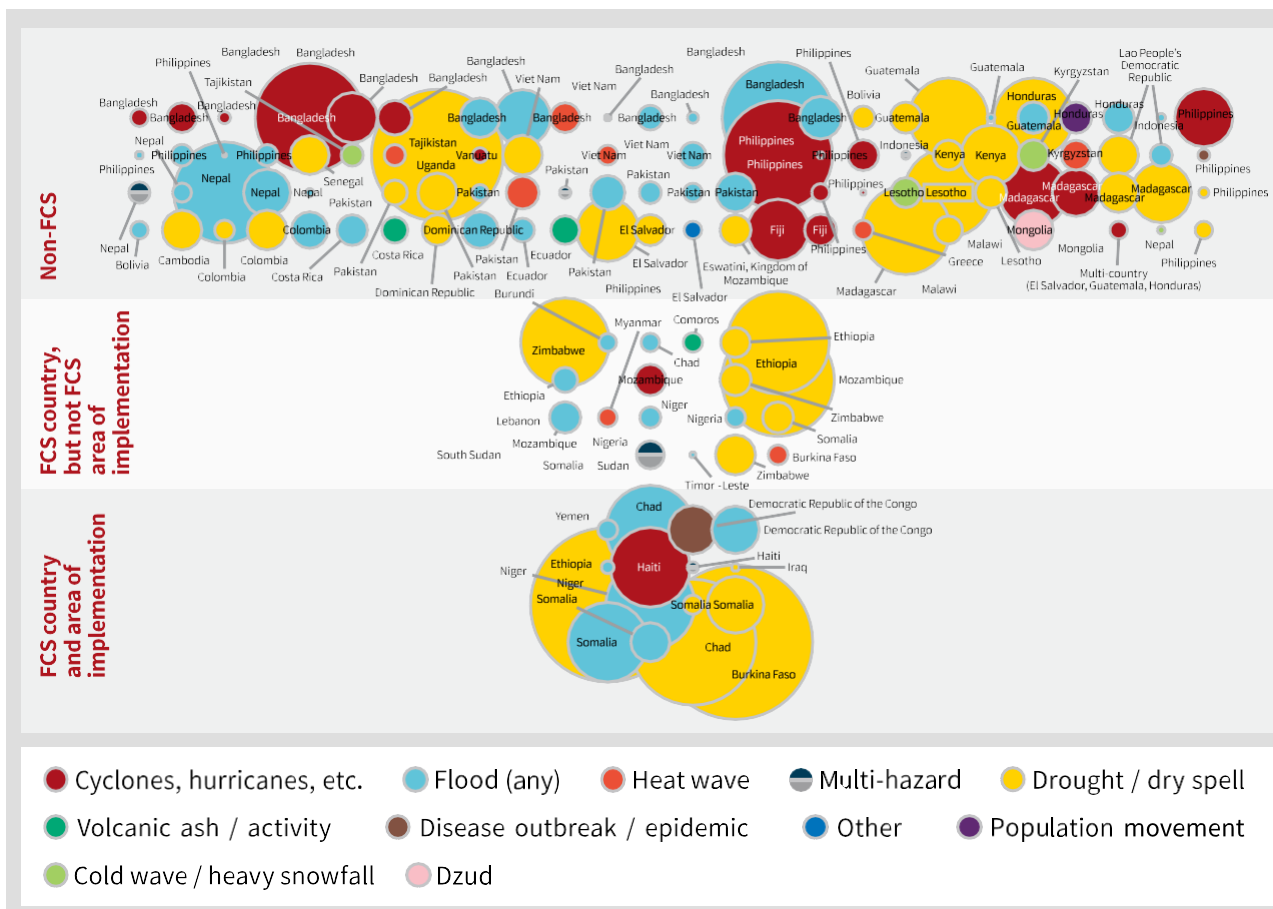 Non-FCS
Bangladesh
Bangladesh
Philippines
Tajikistan
Bangladesh
Bangladesh
Bangladesh
Bangladesh
Bangladesh
Bangladesh
Bangladesh
Bangladesh
Viet Nam
Viet Nam
Bangladesh
Bangladesh
Bangladesh
Bangladesh
Bangladesh
Bangladesh
Bangladesh
Bangladesh
Philippines
Bolivia
Guatemala
Guatemala
Guatemala
Honduras
Guatemala
Kyrgyzstan
Honduras
Honduras
Lao People's
Democratic
Republic
Indonesia
Philippines
Nepal
Philippines
Philippines
Philippines
Nepal
Nepal
Nepal
Senegal
Pakistan
Tajikistan
Uganda
Vanuatu
Pakistan
Viet Nam
Viet Nam
Viet Nam
Pakistan
Pakistan
Pakistan
Pakistan
Philippines
Philippines
Philippines
Philippines
Indonesia
Kenya
Kenya
Kyrgyzstan
Lesotho
Lesotho
Madagascar
Madagascar
Madagascar
Madagascar
Philippines
Philippines
Nepal
Bolivia
Cambodia
Colombia
Colombia
Colombia
Costa Rica
Pakistan
Costa Rica
Dominican Republic
Dominican Republic
Pakistan
Pakistan
Ecuador
Ecuador
Pakistan
El Salvador
El Salvador
Philippines
El Salvador
Eswatini, Kingdom of
Mozambique
Fiji
Fiji
Philippines
Madagascar
Greece
Malawi
Malawi
Lesotho
Mongolia
Mongolia
Multi-country
(El Salvador, Guatemala, Honduras)
Nepal
Philippines
FCS country,
but not FCS
area of
implementation
Burundi
Zimbabwe
Myanmar
Comoros
Chad
Ethiopia
Mozambique
Lebanon
Niger
Mozambique
Nigeria
South Sudan
Somalia
Sudan
Ethiopia
Ethiopia
Mozambique
Nigeria
Zimbabwe
Somalia
Burkina Faso
Zimbabwe
Timor -Leste
FCS country
and area of
implementation
Chad
Yemen
Democratic Republic of the Congo
Democratic Republic of the Congo
Ethiopia
Niger
Niger
Haiti
Haiti
Iraq
Somalia
Somalia
Somalia
Somalia
Chad
Burkina Faso
Cyclones, hurricanes, etc.
Flood (any)
Heat wave
Multi-hazard
Drought / dry spell
Volcanic ash / activity
Disease outbreak / epidemic
Other
Population movement
Cold wave / heavy snowfall
Dzud